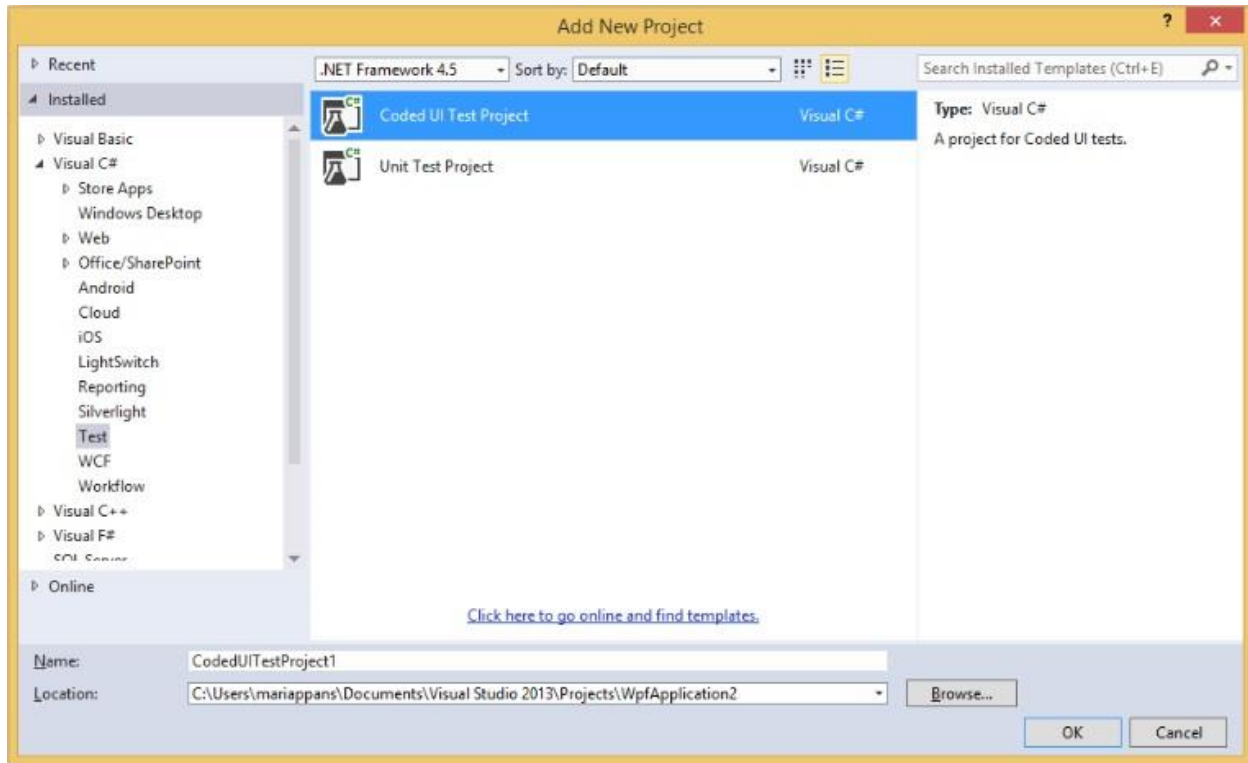 Add New Project
?
Recent
Installed
Visual Basic
Visual C#
Store Apps
Windows Desktop
Web
Office/SharePoint
Android
Cloud
iOS
LightSwitch
Reporting
Silverlight
Test
WCF
Workflow
Visual C++
Visual F#
SQL Server
Online
.NET Framework 4.5 Sort by: Default
C#
Coded UI Test Project Visual C#
C#
Unit Test Project Visual C#
Click here to go online and find templates.
Search Installed Templates (Ctrl+E)
Type: Visual C#
A project for Coded UI tests.
Name: CodedUITestProject1
Location: C:\Users\mariappans\Documents\Visual Studio 2013\Projects\WpfApplication2
Browse...
OK Cancel